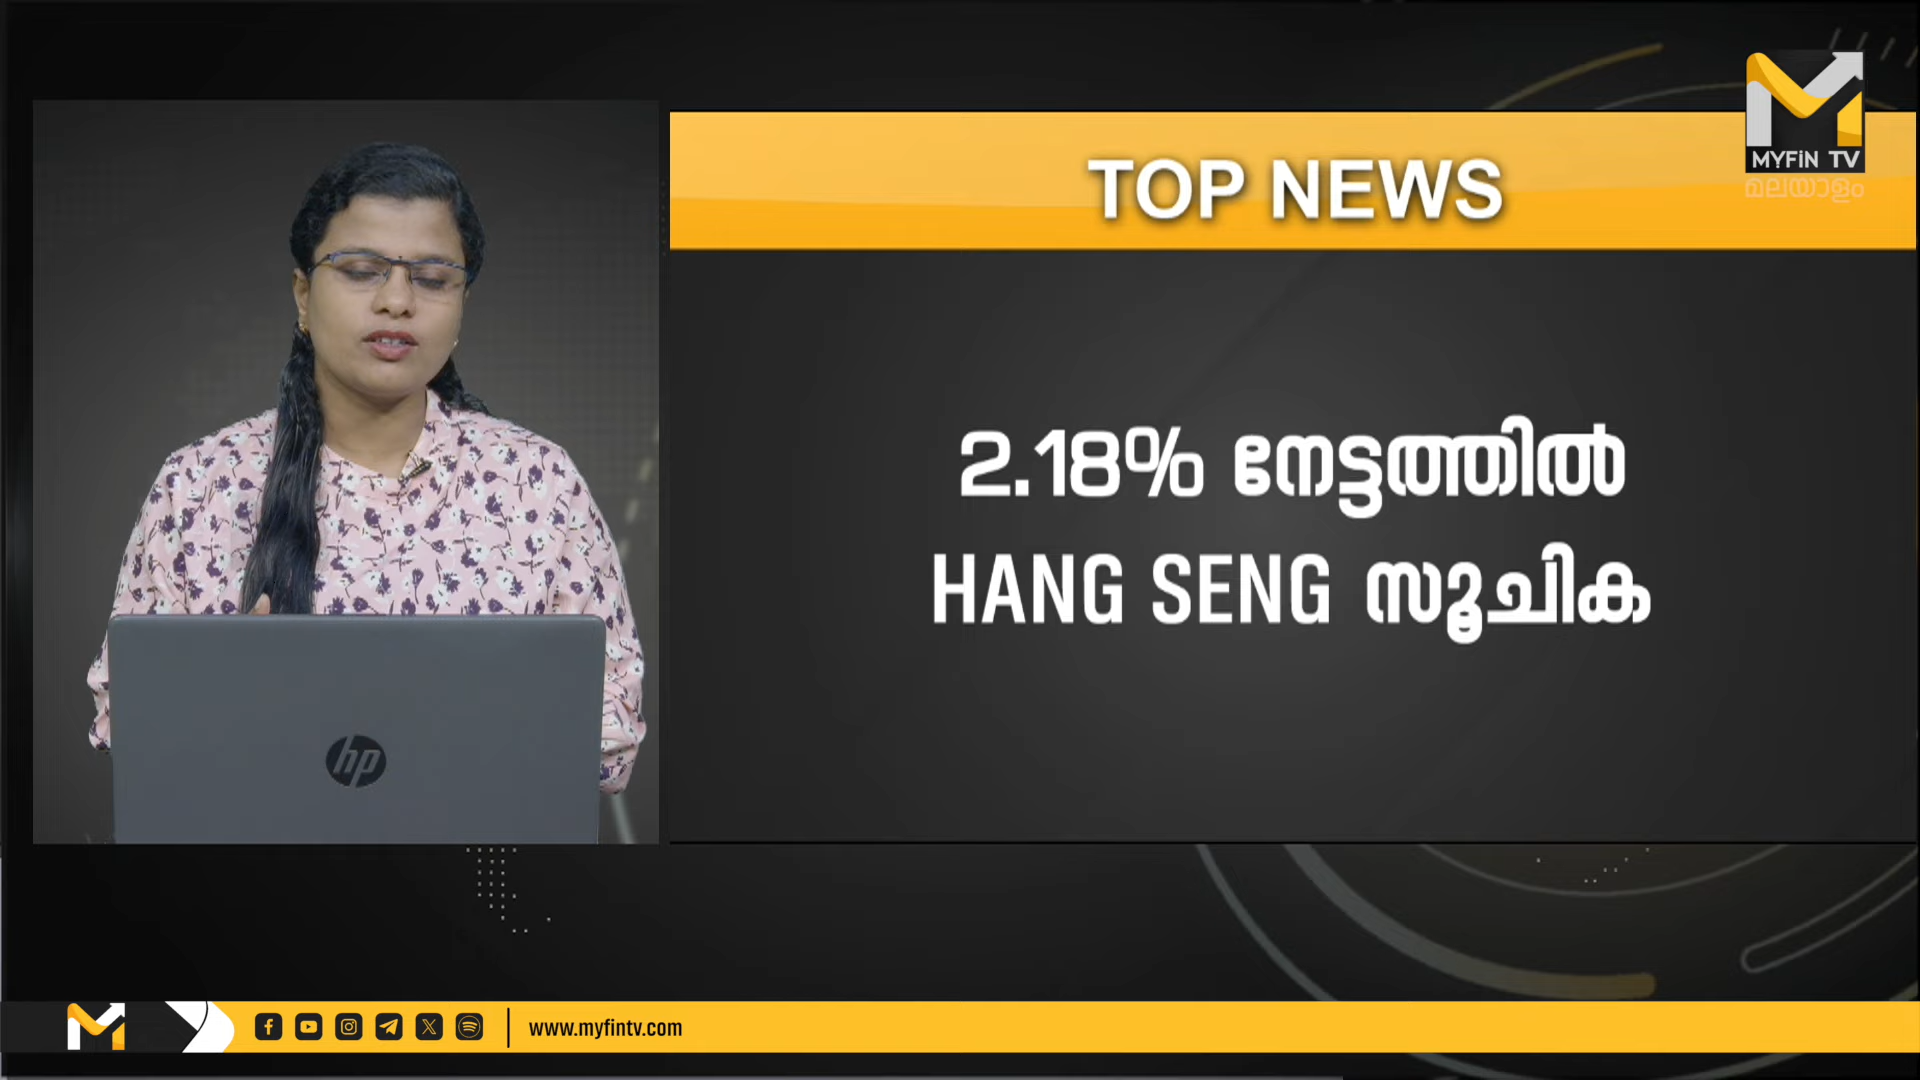 TOP NEWS
MYFiN TV
മലയാളം
2.18% നേട്ടത്തിൽ
HANG SENG സൂചിക
hp
www.myfintv.com